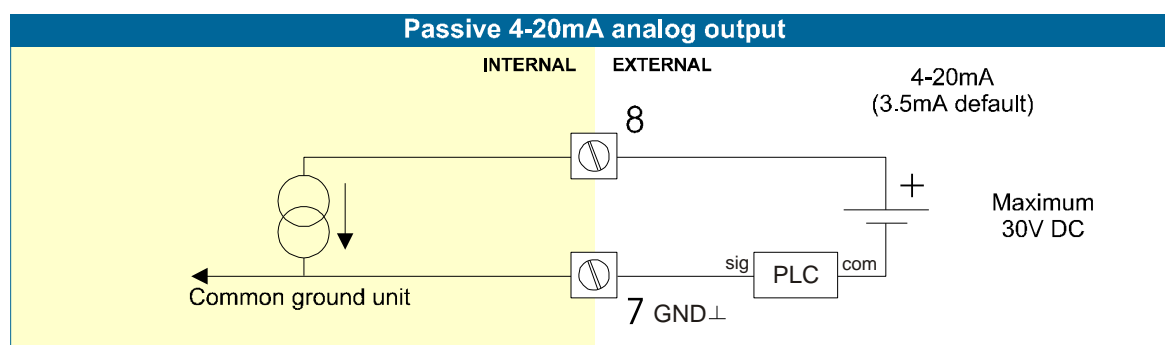 Passive 4-20mA analog output
INTERNAL EXTERNAL
4-20mA
(3.5mA default)
8
+
Maximum
30V DC
sig PLC com
Common ground unit
7 GND⊥